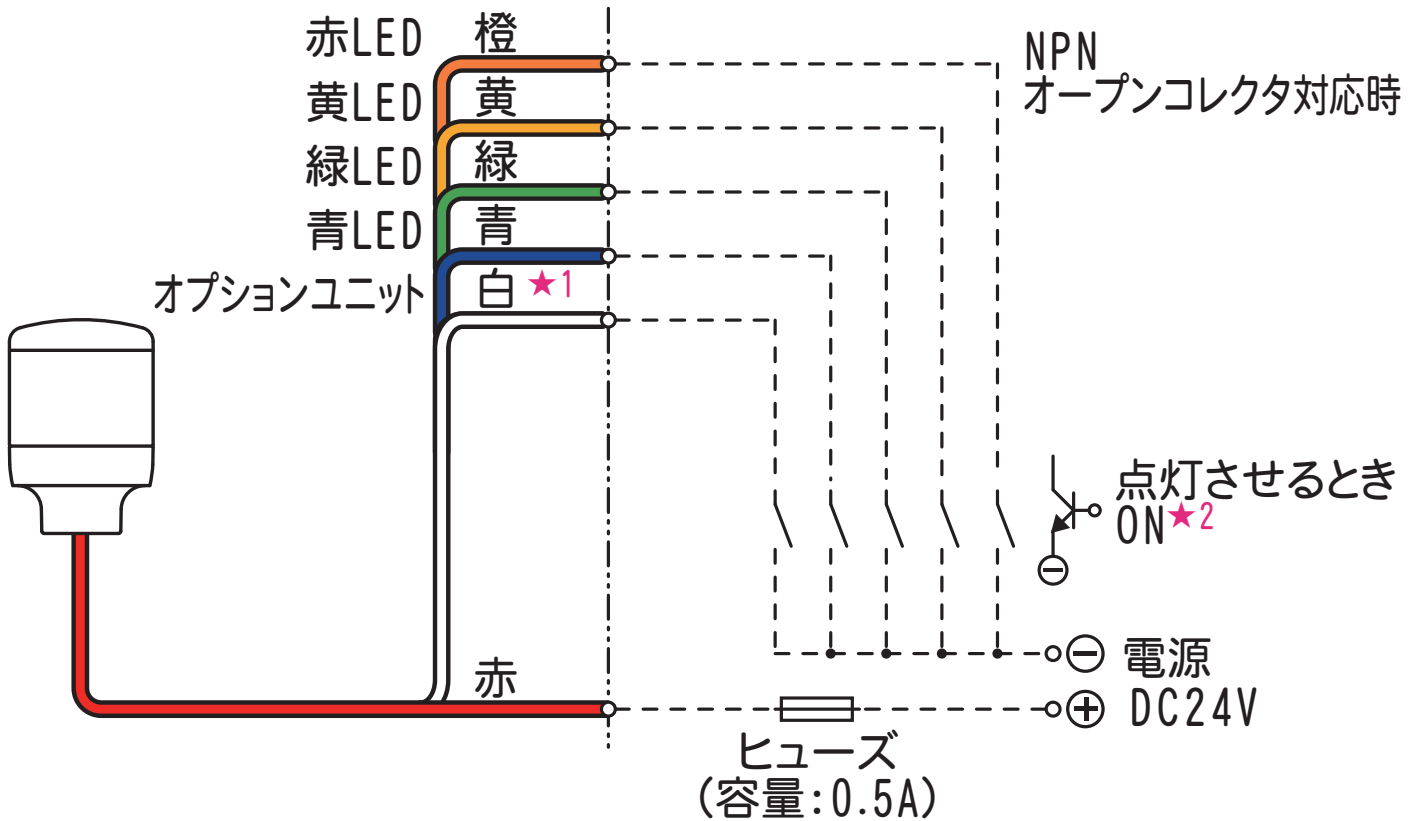 赤LED 橙
黄LED 黄
緑LED 緑
青LED 青
オプションユニット 白 ★1
赤
NPN
オープンコレクタ対応時
点灯させるとき
ON★2
電源
DC24V
ヒューズ
(容量:0.5A)